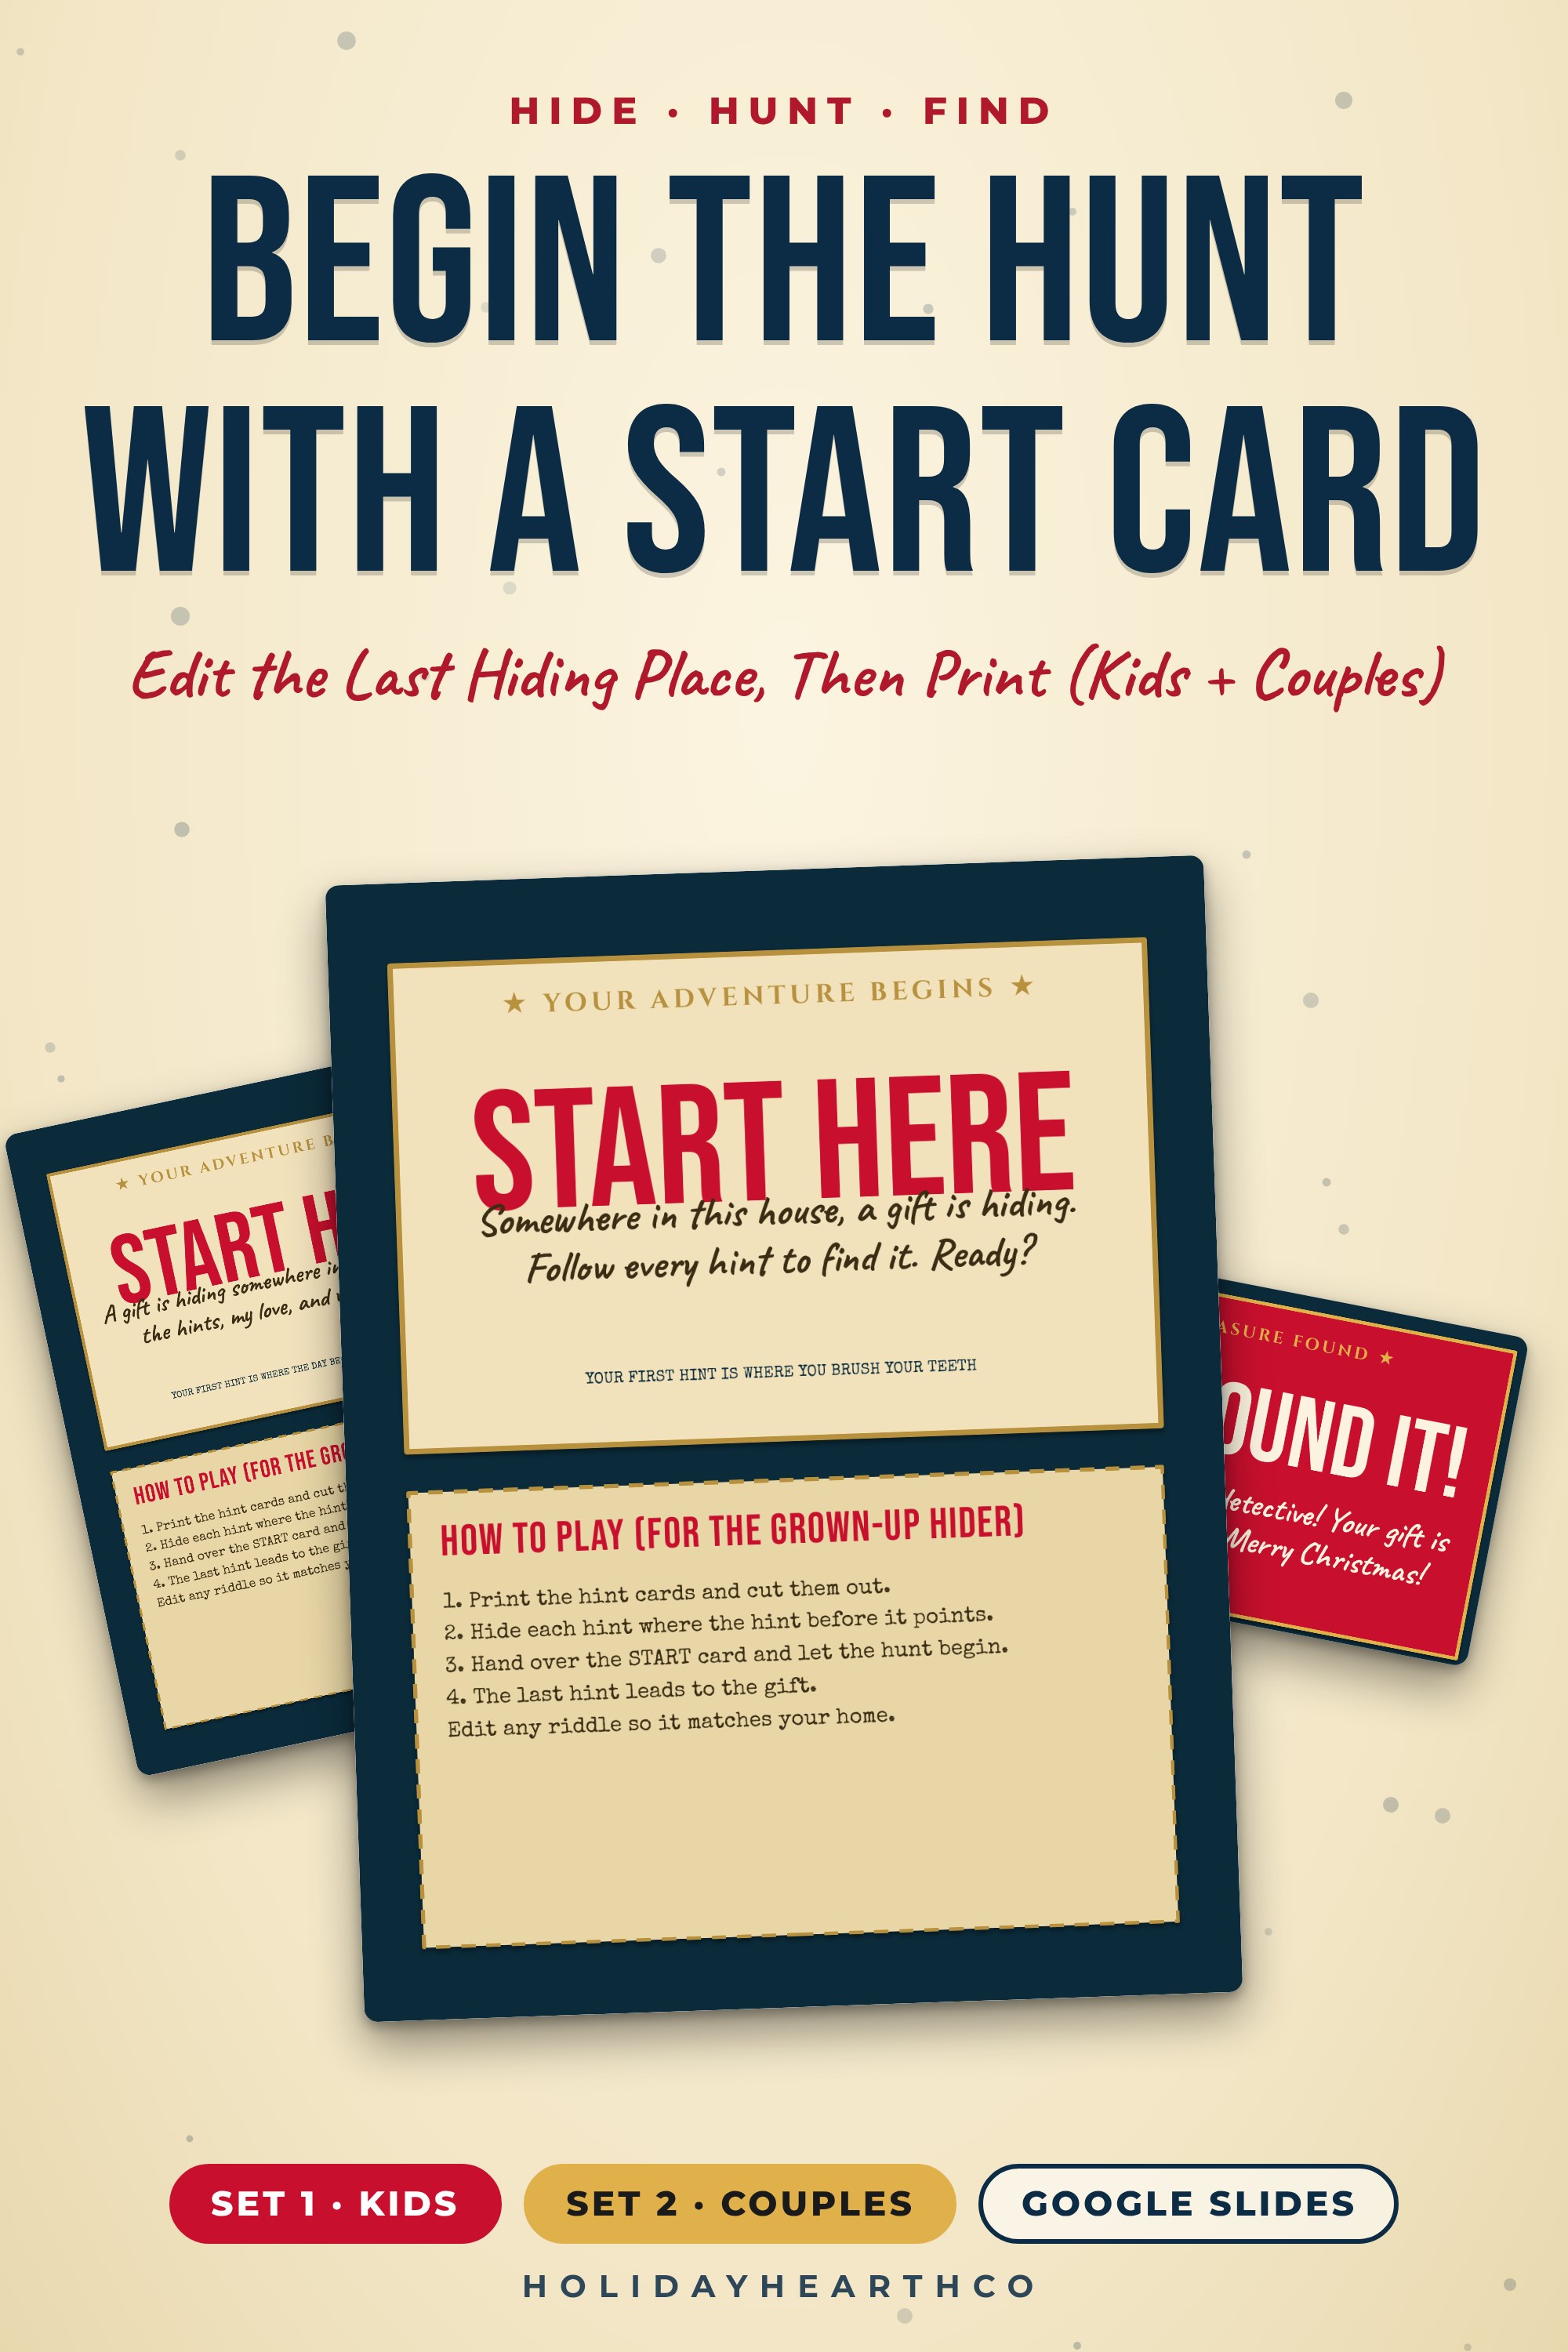 HIDE · HUNT · FIND
BEGIN THE HUNT
WITH A START CARD
Edit the Last Hiding Place, Then Print (Kids + Couples)
★ YOUR ADVENTURE BEGINS ★
START HERE
Somewhere in this house, a gift is hiding.
Follow every hint to find it. Ready?
YOUR FIRST HINT IS WHERE YOU BRUSH YOUR TEETH
HOW TO PLAY (FOR THE GROWN-UP HIDER)
1. Print the hint cards and cut them out.
2. Hide each hint where the hint before it points.
3. Hand over the START card and let the hunt begin.
4. The last hint leads to the gift.
Edit any riddle so it matches your home.
★ YOUR ADVENTURE
START
A gift is hiding somewhere
the hints, my love, and
YOUR FIRST HINT IS WHERE THE DAY
HOW TO PLAY (FOR THE
1. Print the hint cards and cut
2. Hide each hint where the hint
3. Hand over the START card and
4. The last hint leads to the
Edit any riddle so it matches
FOUND ★
IT!
Your gift is
Merry Christmas!
SET 1 · KIDS
SET 2 · COUPLES
GOOGLE SLIDES
HOLIDAYHEARTHCO